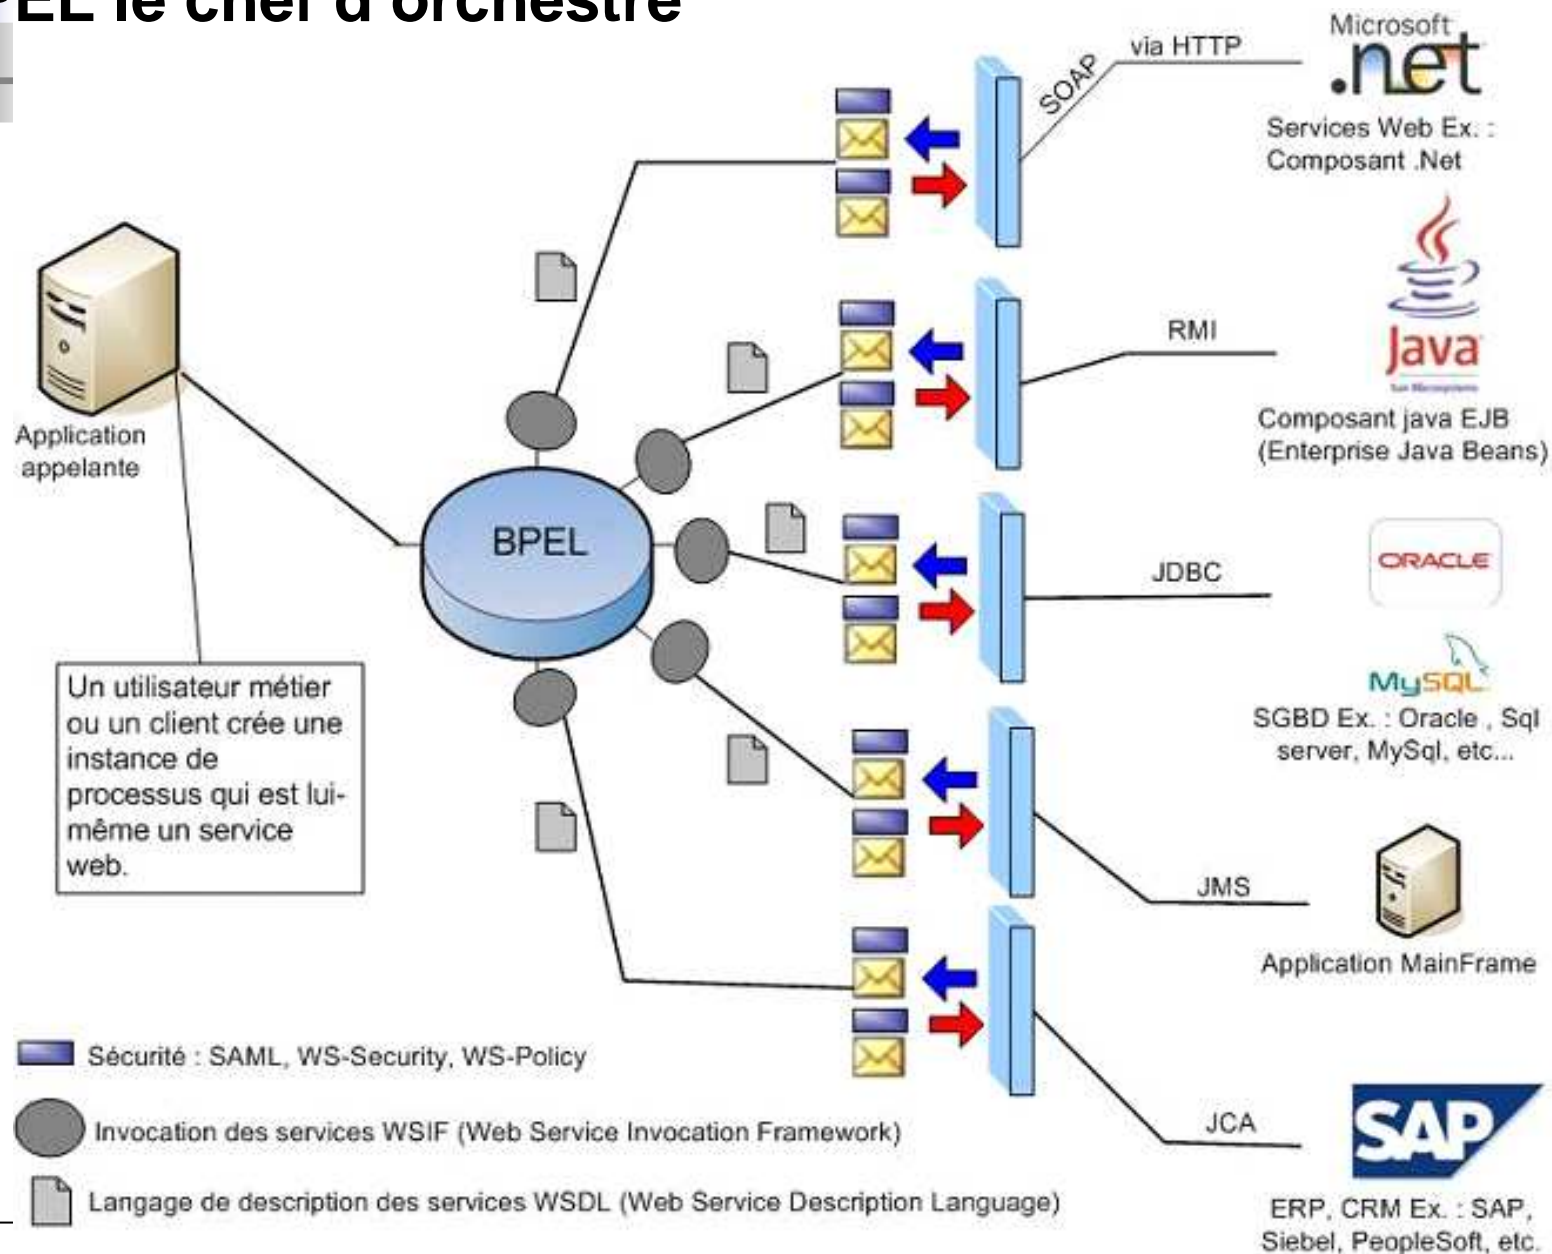 PEL le chef d'orchestre
Microsoft
.net
via HTTP
SOAP
Services Web Ex. :
Composant .Net
Java
Sun Microsystems
RMI
Composant java EJB
(Enterprise Java Beans)
Application
appelante
BPEL
JDBC
ORACLE
MySQL
SGBD Ex. : Oracle , Sql
server, MySql, etc...
Un utilisateur métier
ou un client crée une
instance de
processus qui est lui-
même un service
web.
JMS
Application MainFrame
JCA
SAP
ERP, CRM Ex. : SAP,
Siebel, PeopleSoft, etc.
Sécurité : SAML, WS-Security, WS-Policy
Invocation des services WSIF (Web Service Invocation Framework)
Langage de description des services WSDL (Web Service Description Language)